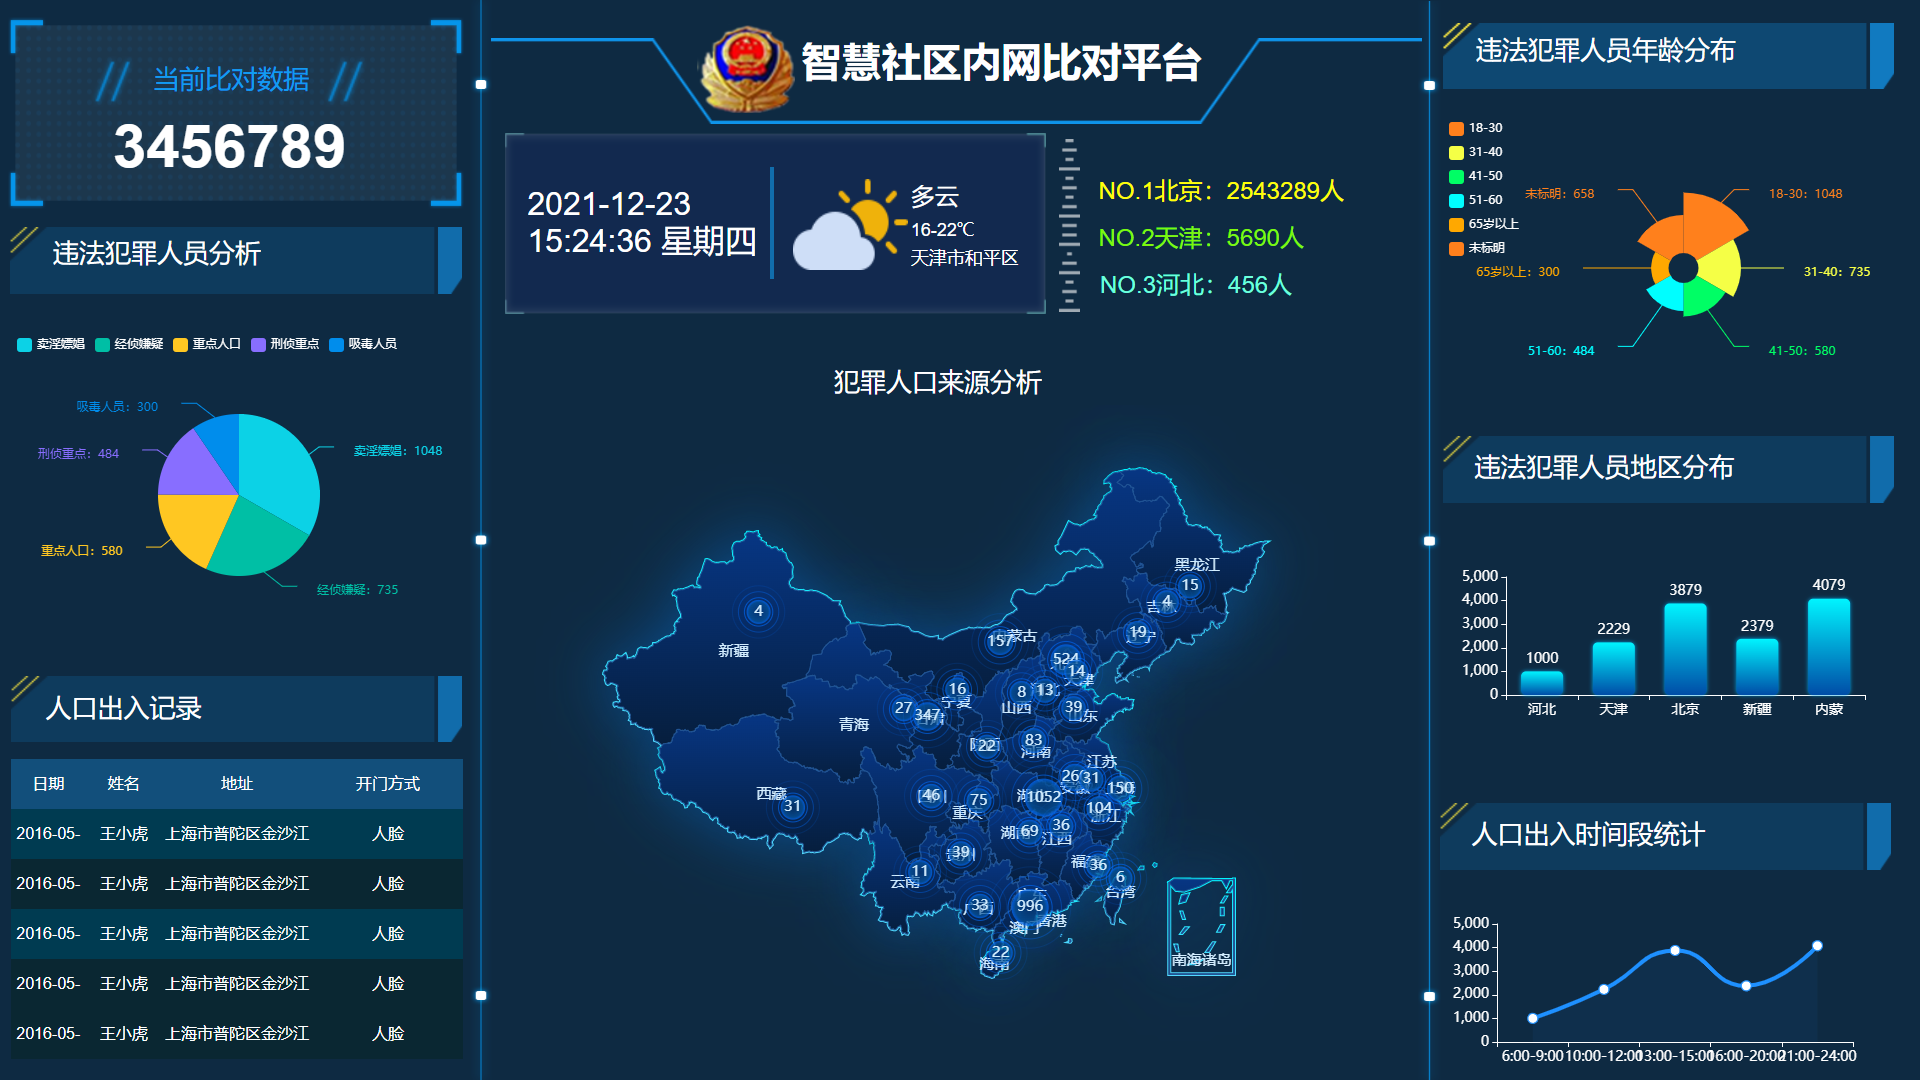 当前比对数据
3456789
违法犯罪人员分析
卖淫嫖娼 经侦嫌疑 重点人口 刑侦重点 吸毒人员
吸毒人员：300
刑侦重点：484
卖淫嫖娼：1048
重点人口：580
经侦嫌疑：735
人口出入记录
日期 姓名 地址 开门方式
2016-05- 王小虎 上海市普陀区金沙江 人脸
2016-05- 王小虎 上海市普陀区金沙江 人脸
2016-05- 王小虎 上海市普陀区金沙江 人脸
2016-05- 王小虎 上海市普陀区金沙江 人脸
2016-05- 王小虎 上海市普陀区金沙江 人脸
智慧社区内网比对平台
2021-12-23
15:24:36 星期四
多云
16-22℃
天津市和平区
NO.1北京：2543289人
NO.2天津：5690人
NO.3河北：456人
犯罪人口来源分析
黑龙江
15
吉林
4
19
4
新疆
内蒙古
157
524
14
天津
16
宁夏
8
山西
13
27
347
39
山东
青海
22
83
河南
江苏
26
31
150
西藏
31
46
75
重庆
1052
104
浙江
湖南
69
36
江西
39
11
云南
36
6
台湾
33
广东
996
澳门
香港
22
海南
南海诸岛
违法犯罪人员年龄分布
18-30
31-40
41-50
51-60
65岁以上
未标明
未标明：658
18-30：1048
65岁以上：300
31-40：735
51-60：484
41-50：580
违法犯罪人员地区分布
5,000
4,000
3,000
2,000
1,000
0
1000
2229
3879
2379
4079
河北 天津 北京 新疆 内蒙
人口出入时间段统计
5,000
4,000
3,000
2,000
1,000
0
6:00-9:00 10:00-12:00 13:00-15:00 16:00-20:00 21:00-24:00